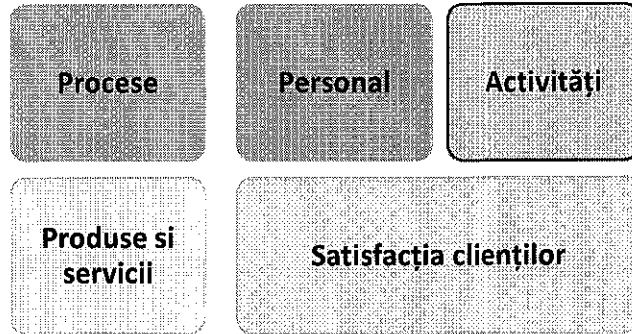 Procese
Personal
Activități
Produse si
servicii
Satisfacția clienților